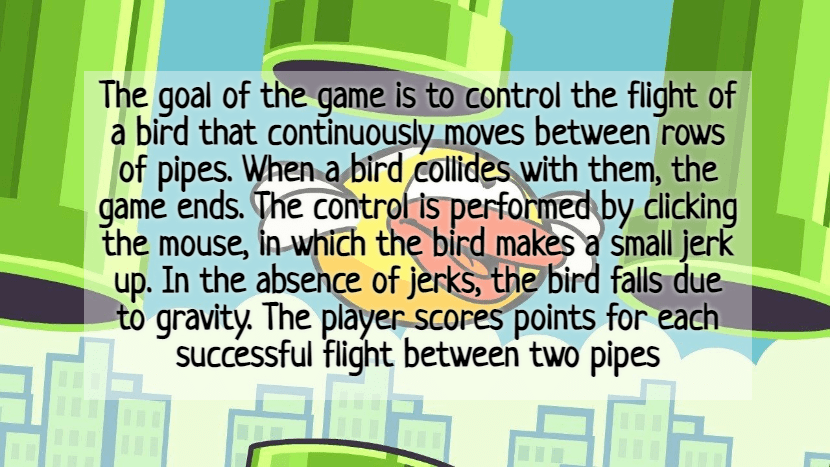 The goal of the game is to control the flight of
a bird that continuously moves between rows
of pipes. When a bird collides with them, the
game ends. The control is performed by clicking
the mouse, in which the bird makes a small jerk
up. In the absence of jerks, the bird falls due
to gravity. The player scores points for each
successful flight between two pipes